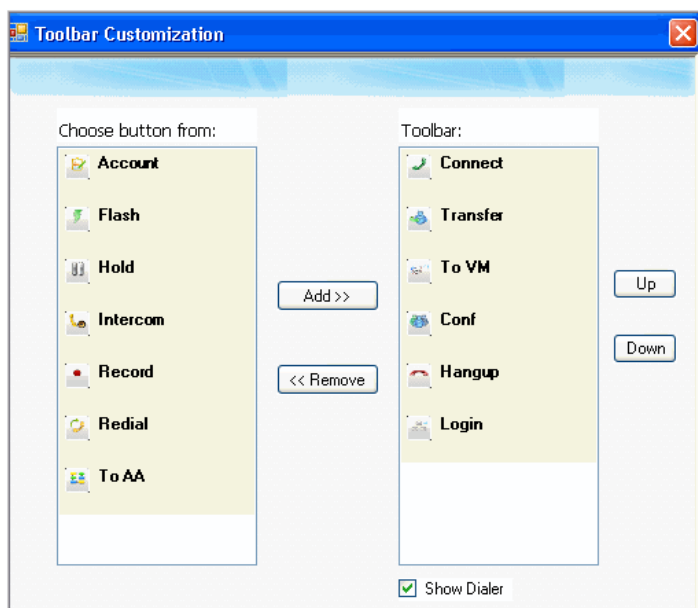 Toolbar Customization
Choose button from:
Account
Flash
Hold
Intercom
Record
Redial
To AA
Add >>
<< Remove
Toolbar:
Connect
Transfer
To VM
Conf
Hangup
Login
Up
Down
Show Dialer